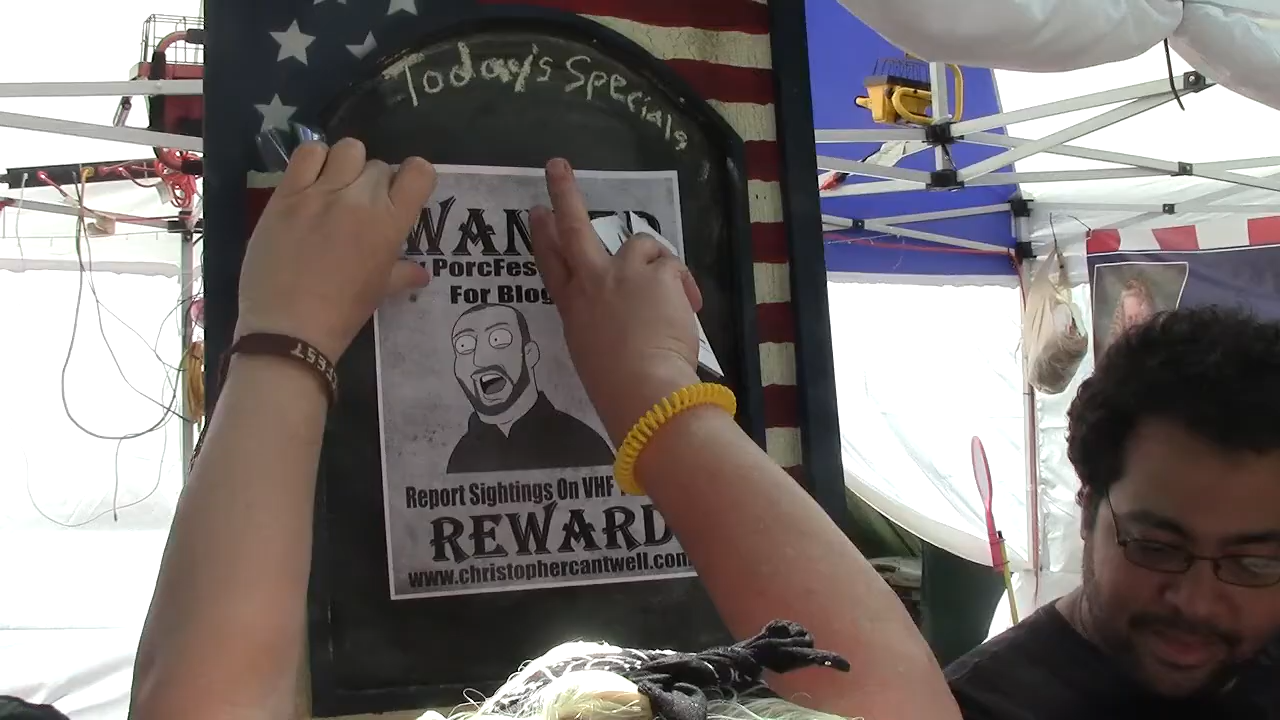 Today's Specials
WAN
PorcFes
For Blog
Report Sightings On VHF
REWARD
www.christophercantwell.com